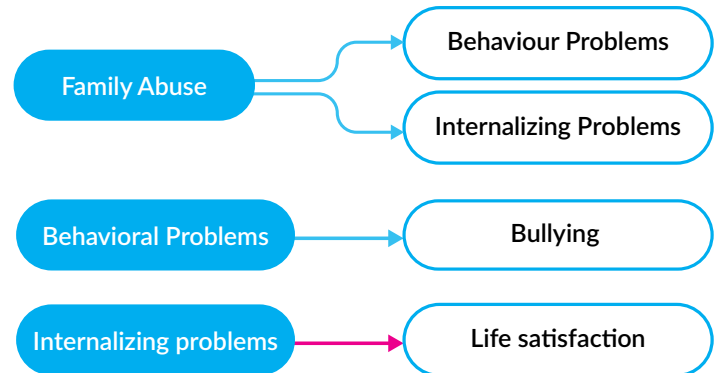 Family Abuse
Behaviour Problems
Internalizing Problems
Behavioral Problems
Bullying
Internalizing problems
Life satisfaction